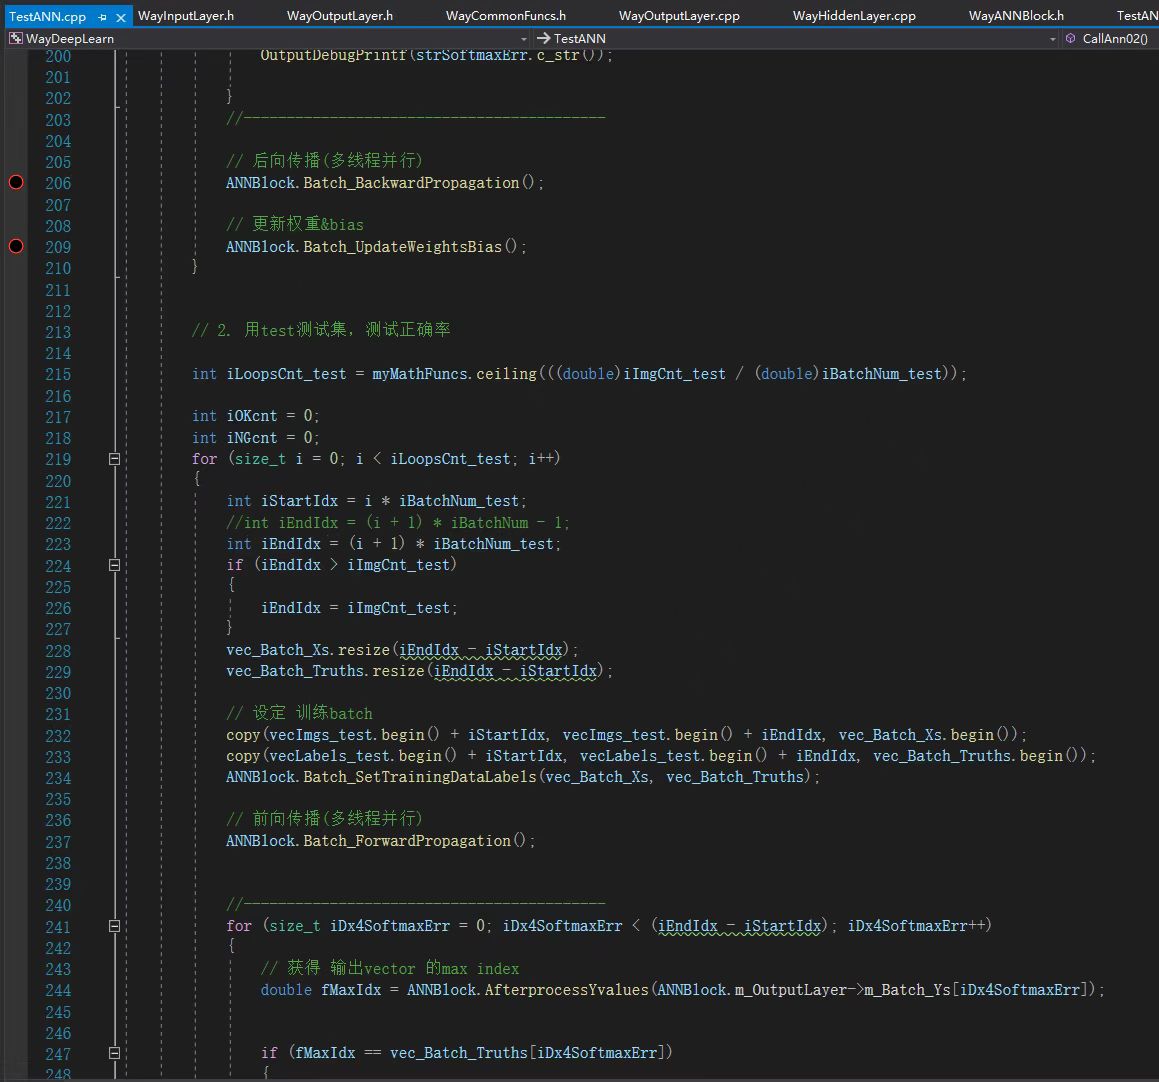 TestANN.cpp WayInputLayer.h WayOutputLayer.h WayCommonFuncs.h WayOutputLayer.cpp WayHiddenLayer.cpp WayANNBlock.h TestAN
WayDeepLearn TestANN CallAnn02()
200 OutputDebugPrintf(strSoftmaxErr.c_str());
201
202 }
203 //------------------------------------------
204
205 // 后向传播(多线程并行)
206 ANNBlock.Batch_BackwardPropagation();
207
208 // 更新权重&bias
209 ANNBlock.Batch_UpdateWeightsBias();
210 }
211
212
213 // 2. 用test测试集，测试正确率
214
215 int iLoopsCnt_test = myMathFuncs.ceiling(((double)iImgCnt_test / (double)iBatchNum_test));
216
217 int iOKcnt = 0;
218 int iNGcnt = 0;
219 for (size_t i = 0; i < iLoopsCnt_test; i++)
220 {
221 int iStartIdx = i * iBatchNum_test;
222 //int iEndIdx = (i + 1) * iBatchNum - 1;
223 int iEndIdx = (i + 1) * iBatchNum_test;
224 if (iEndIdx > iImgCnt_test)
225 {
226 iEndIdx = iImgCnt_test;
227 }
228 vec_Batch_Xs.resize(iEndIdx - iStartIdx);
229 vec_Batch_Truths.resize(iEndIdx - iStartIdx);
230
231 // 设定 训练batch
232 copy(vecImgs_test.begin() + iStartIdx, vecImgs_test.begin() + iEndIdx, vec_Batch_Xs.begin());
233 copy(vecLabels_test.begin() + iStartIdx, vecLabels_test.begin() + iEndIdx, vec_Batch_Truths.begin());
234 ANNBlock.Batch_SetTrainingDataLabels(vec_Batch_Xs, vec_Batch_Truths);
235
236 // 前向传播(多线程并行)
237 ANNBlock.Batch_ForwardPropagation();
238
239
240 //------------------------------------------
241 for (size_t iDx4SoftmaxErr = 0; iDx4SoftmaxErr < (iEndIdx - iStartIdx); iDx4SoftmaxErr++)
242 {
243 // 获得 输出vector 的max index
244 double fMaxIdx = ANNBlock.AfterprocessYvalues(ANNBlock.m_OutputLayer->m_Batch_Ys[iDx4SoftmaxErr]);
245
246
247 if (fMaxIdx == vec_Batch_Truths[iDx4SoftmaxErr])
248 {